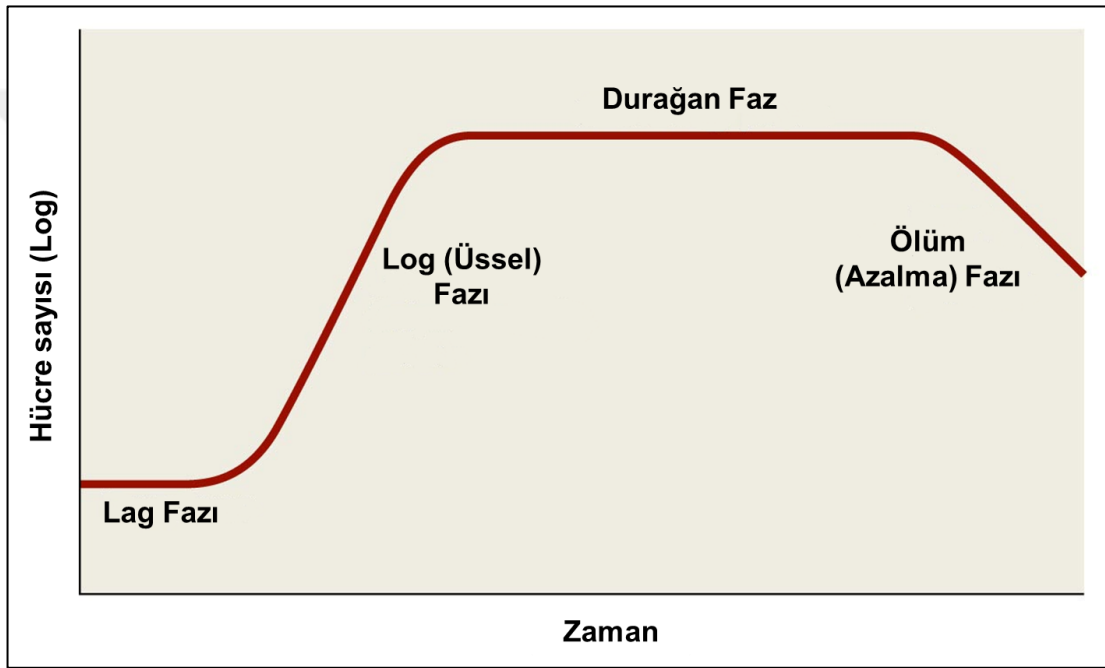 Durağan Faz
Hücre sayısı (Log)
Log (Üssel)
Fazı
Ölüm
(Azalma) Fazı
Lag Fazı
Zaman